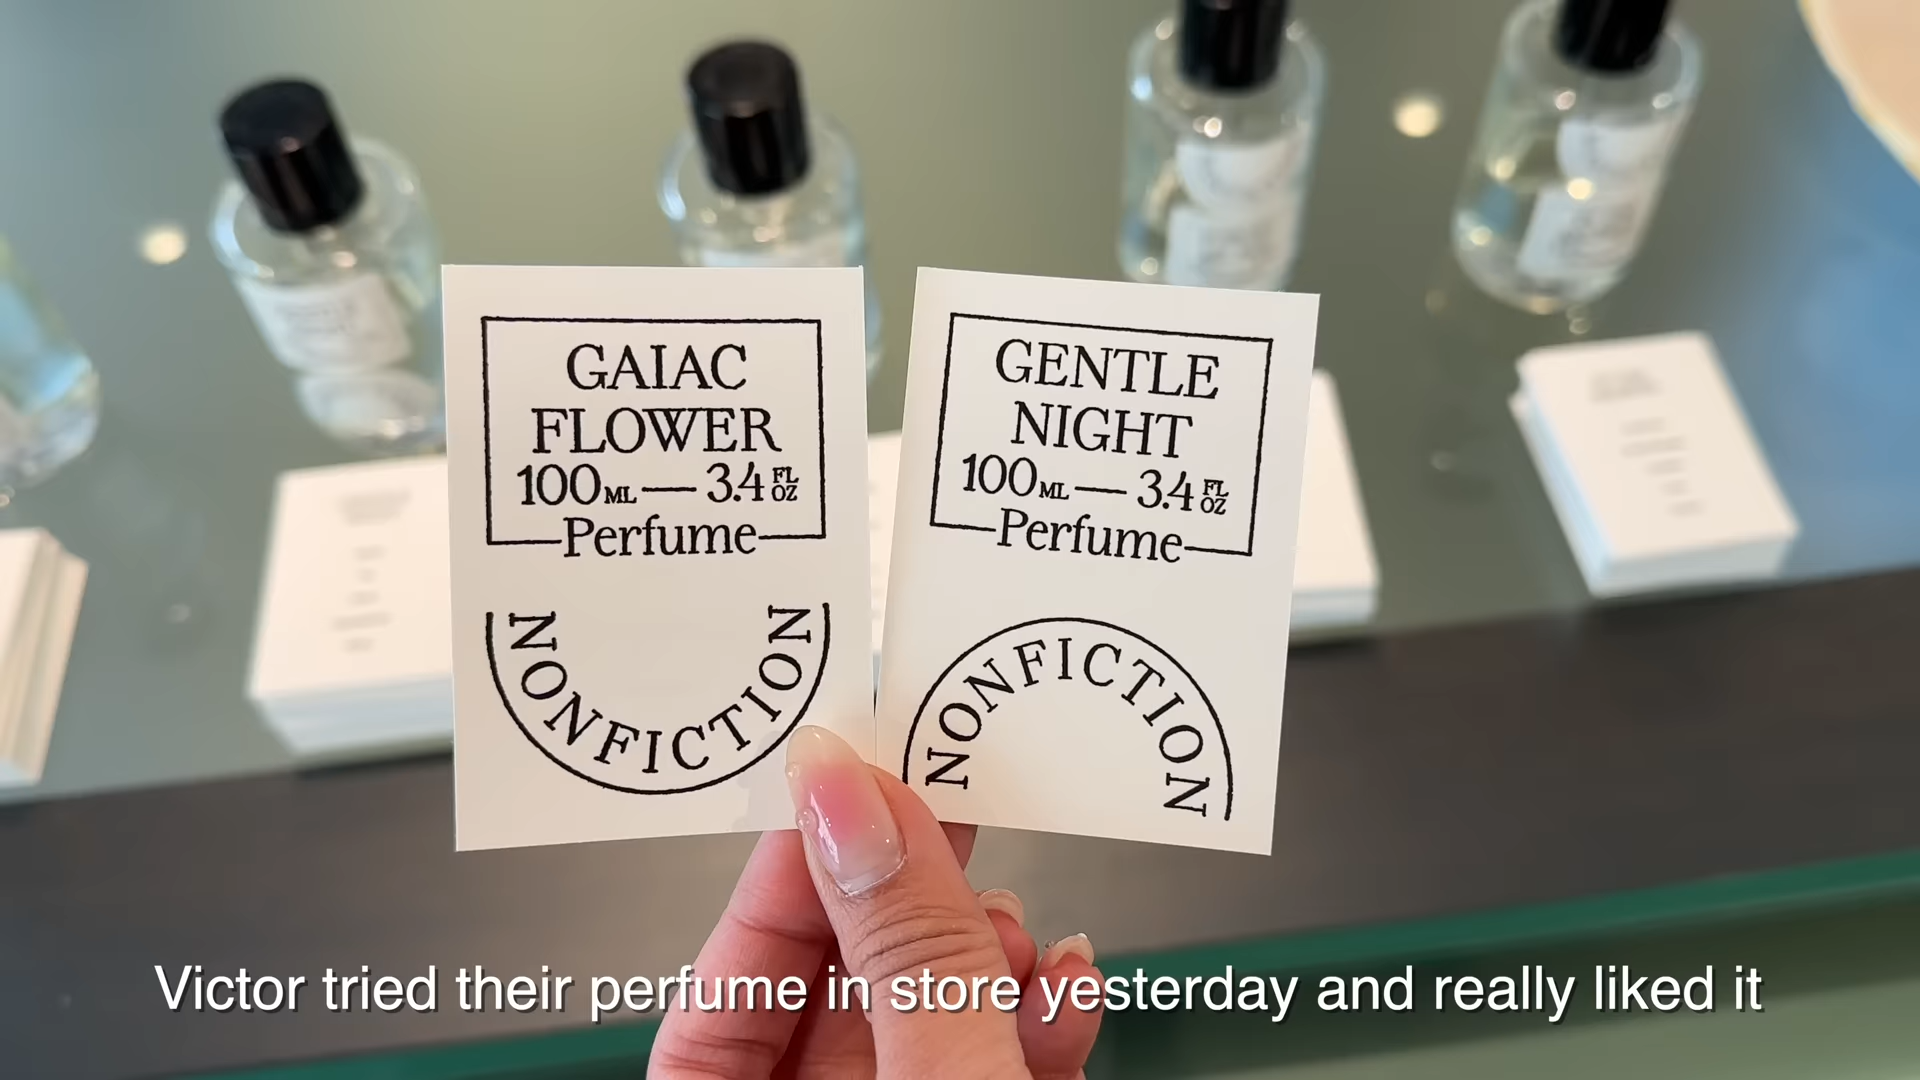 GAIAC
FLOWER
100ML — 3.4 FL OZ
Perfume
NONFICTION
GENTLE
NIGHT
100ML — 3.4 FL OZ
Perfume
NONFICTION
Victor tried their perfume in store yesterday and really liked it